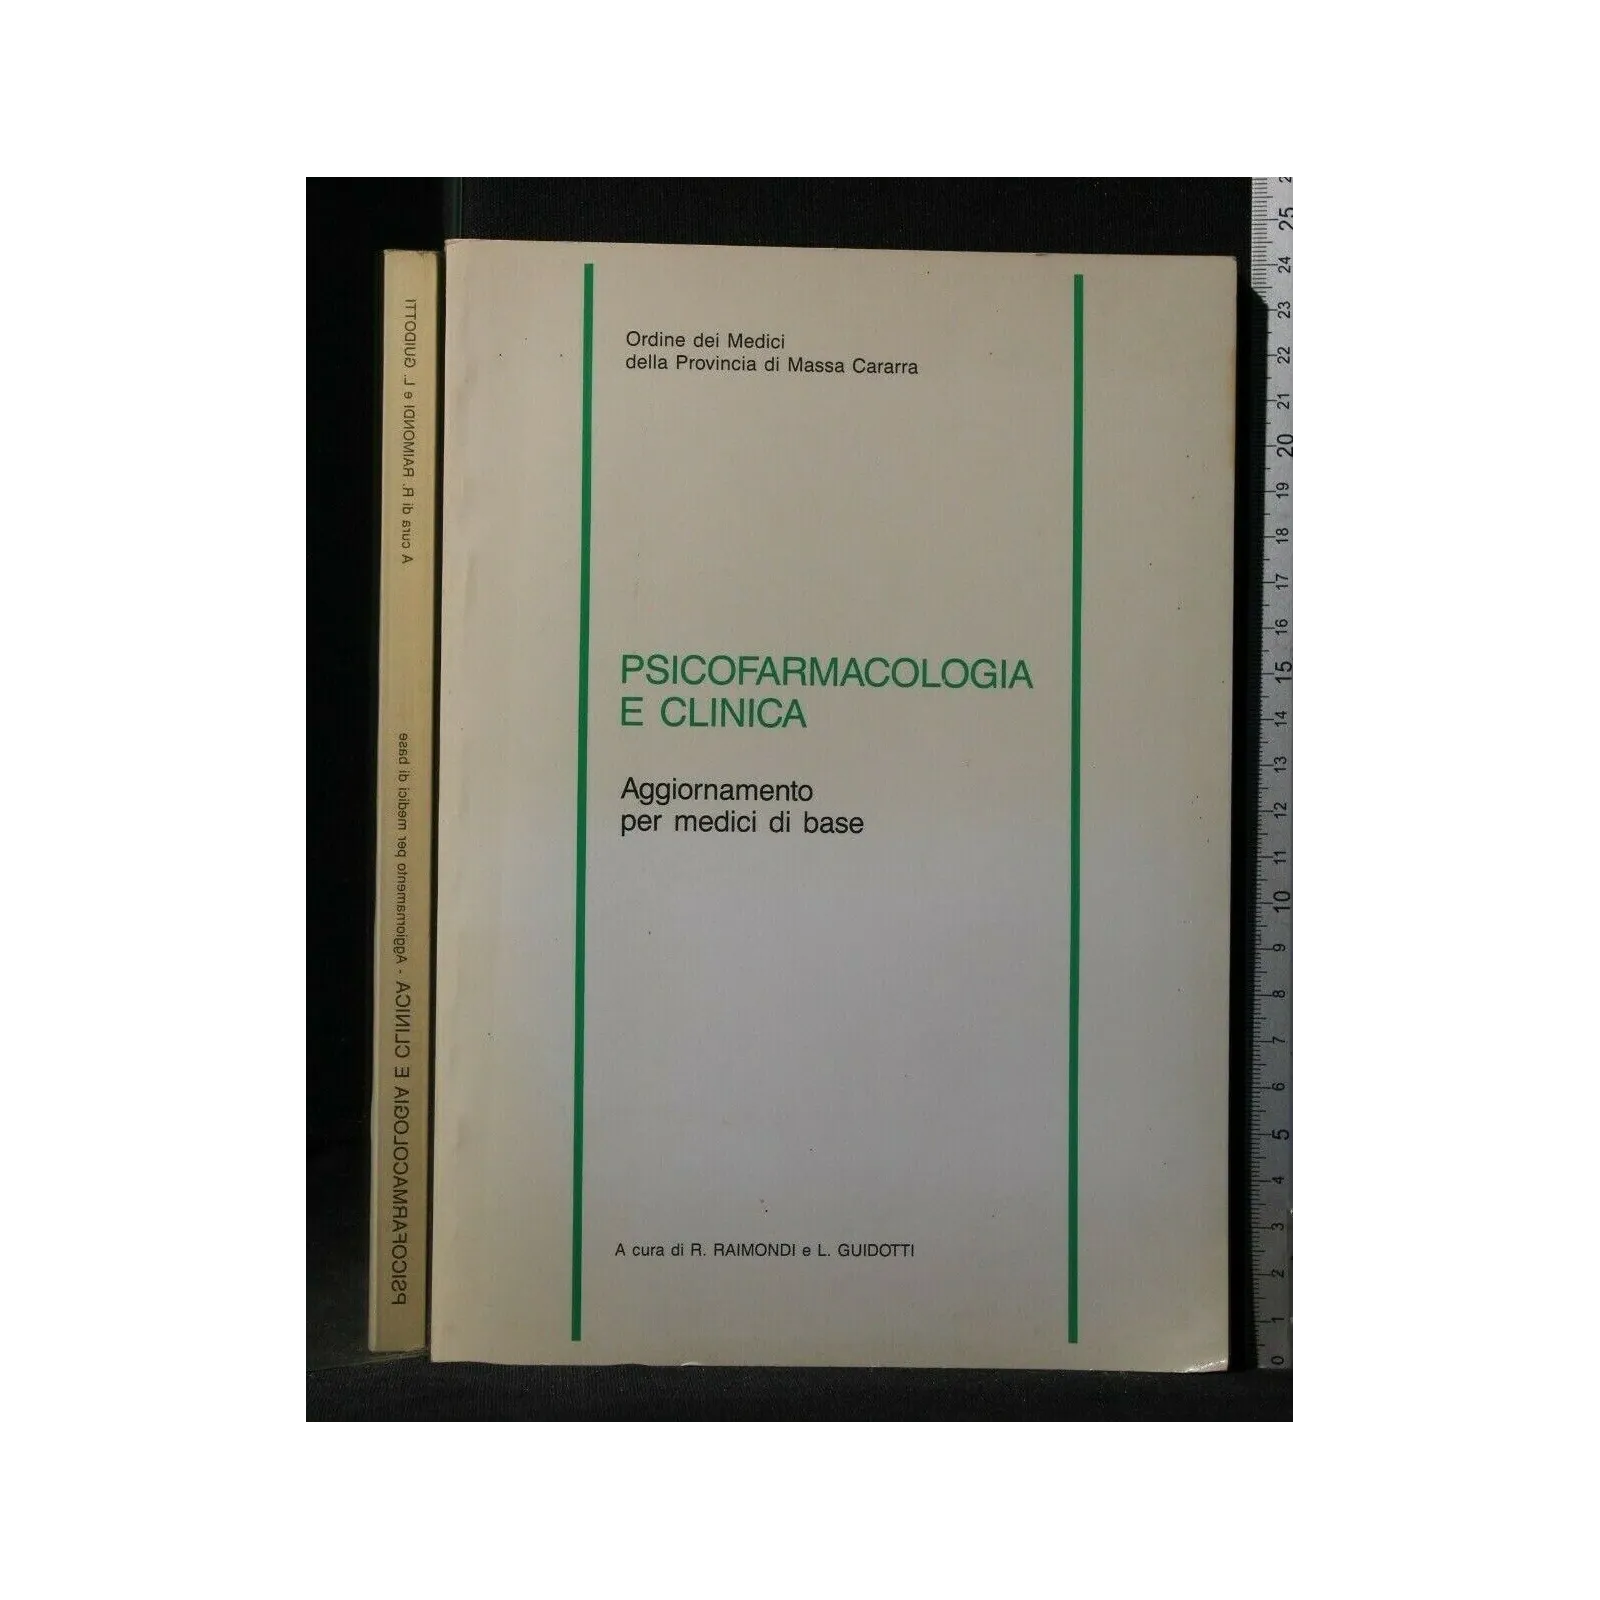 Ordine dei Medici
della Provincia di Massa Cararra
PSICOFARMACOLOGIA
E CLINICA
Aggiornamento
per medici di base
A cura di R. RAIMONDI e L. GUIDOTTI
PSICOFARMACOLOGIA E CLINICA - Aggiornamento per medici di base
A cura di R. RAIMONDI e L. GUIDOTTI
25
24
23
22
21
20
19
18
17
16
15
14
13
12
11
10
9
8
7
6
5
4
3
2
1
0